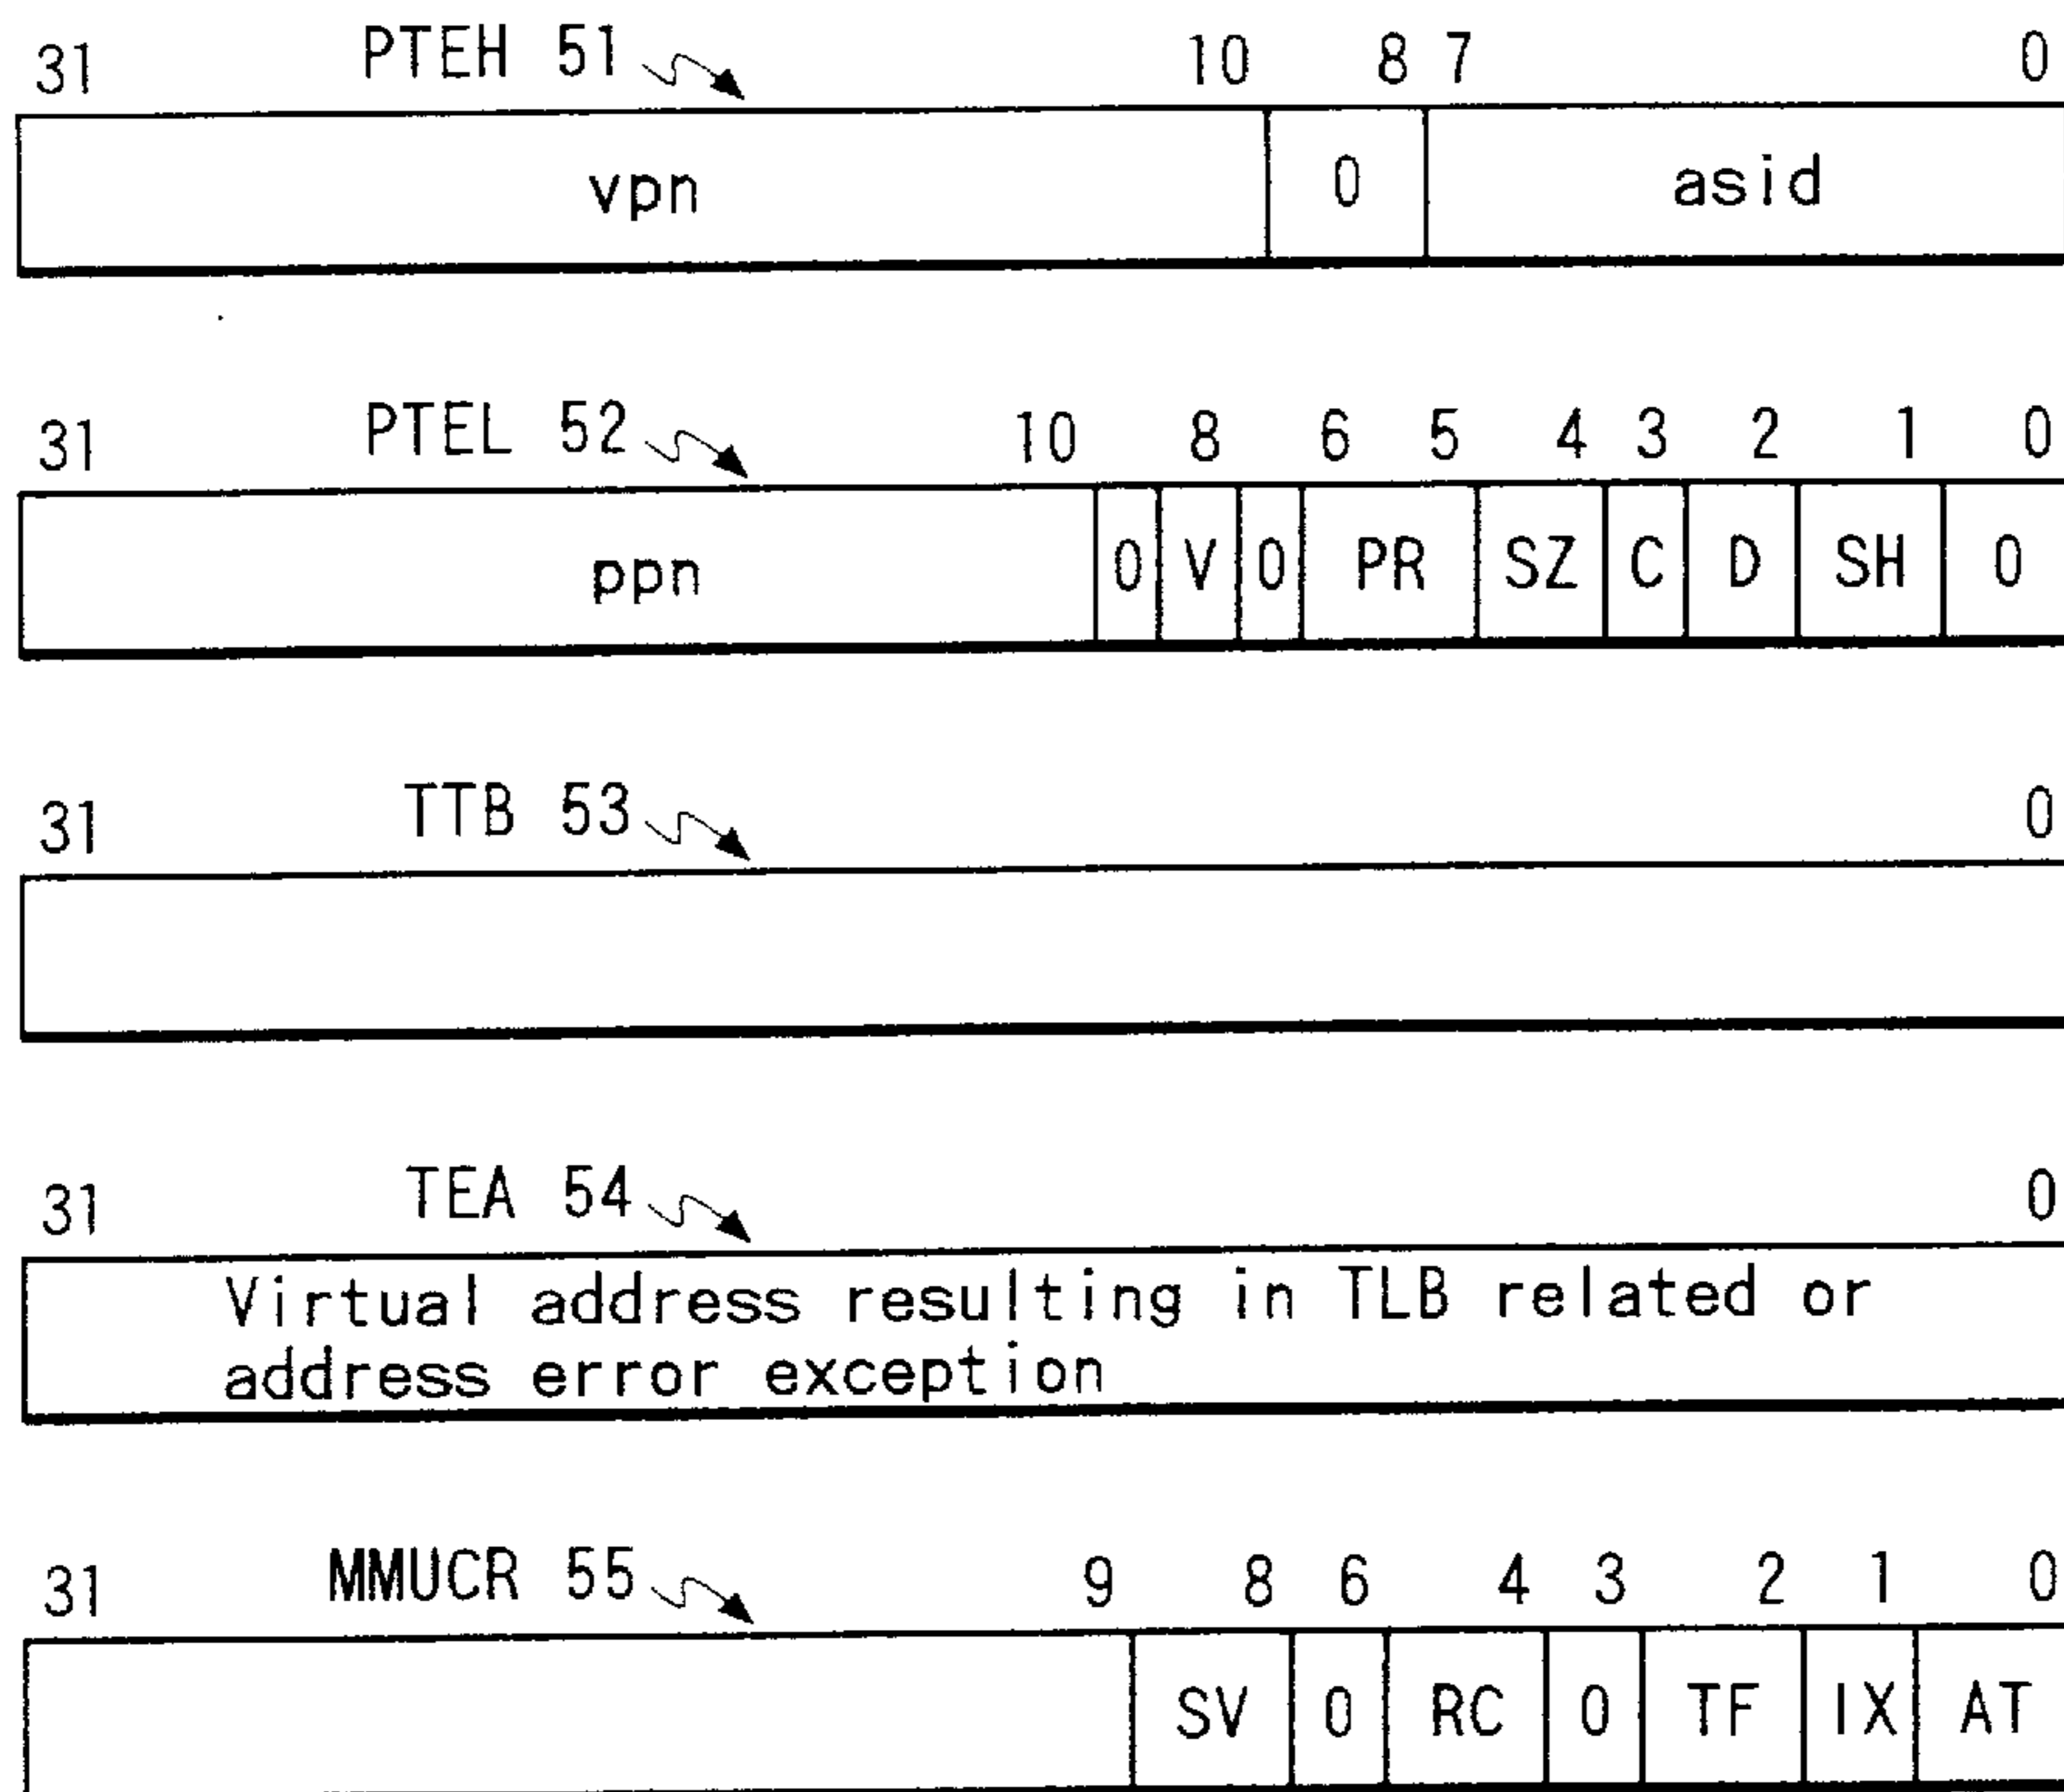 31 PTEH 51 10 8 7 0
vpn 0 asid
31 PTEL 52 10 8 6 5 4 3 2 1 0
ppn 0 V 0 PR SZ C D SH 0
31 TTB 53 0
31 TEA 54 0
Virtual address resulting in TLB related or
address error exception
31 MMUCR 55 9 8 6 4 3 2 1 0
SV 0 RC 0 TF IX AT